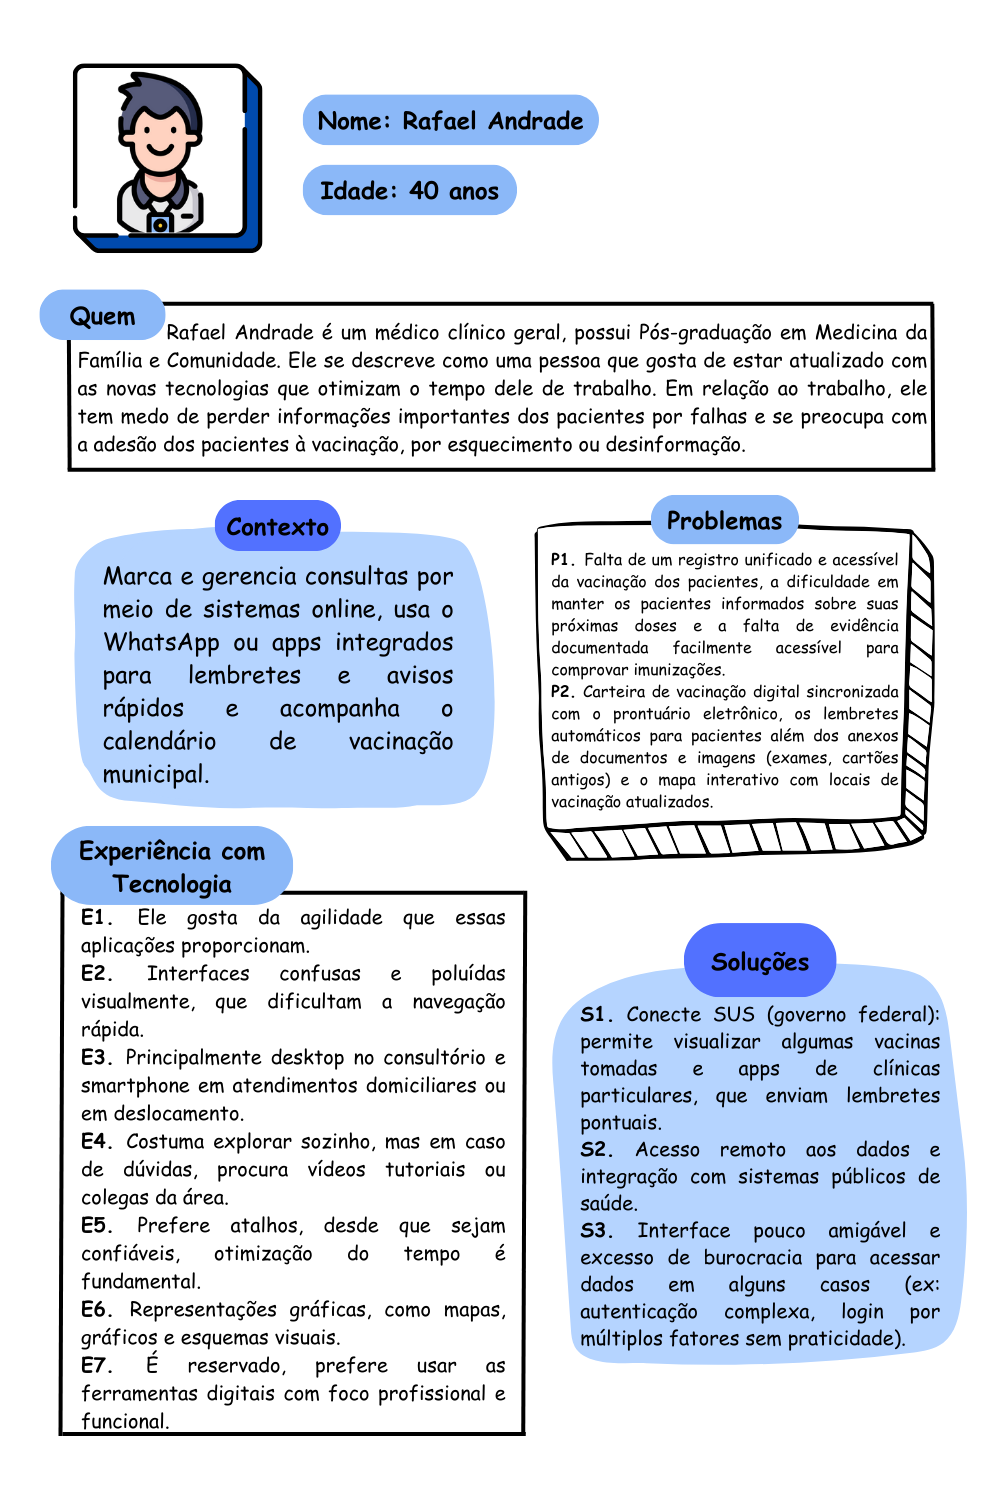 Nome: Rafael Andrade
Idade: 40 anos
Quem
Rafael Andrade é um médico clínico geral, possui Pós-graduação em Medicina da
Família e Comunidade. Ele se descreve como uma pessoa que gosta de estar atualizado com
as novas tecnologias que otimizam o tempo dele de trabalho. Em relação ao trabalho, ele
tem medo de perder informações importantes dos pacientes por falhas e se preocupa com
a adesão dos pacientes à vacinação, por esquecimento ou desinformação.
Contexto
Marca e gerencia consultas por
meio de sistemas online, usa o
WhatsApp ou apps integrados
para lembretes e avisos
rápidos e acompanha o
calendário de vacinação
municipal.
Problemas
P1. Falta de um registro unificado e acessível
da vacinação dos pacientes, a dificuldade em
manter os pacientes informados sobre suas
próximas doses e a falta de evidência
documentada facilmente acessível para
comprovar imunizações.
P2. Carteira de vacinação digital sincronizada
com o prontuário eletrônico, os lembretes
automáticos para pacientes além dos anexos
de documentos e imagens (exames, cartões
antigos) e o mapa interativo com locais de
vacinação atualizados.
Experiência com
Tecnologia
E1. Ele gosta da agilidade que essas
aplicações proporcionam.
E2. Interfaces confusas e poluídas
visualmente, que dificultam a navegação
rápida.
E3. Principalmente desktop no consultório e
smartphone em atendimentos domiciliares ou
em deslocamento.
E4. Costuma explorar sozinho, mas em caso
de dúvidas, procura vídeos tutoriais ou
colegas da área.
E5. Prefere atalhos, desde que sejam
confiáveis, otimização do tempo é
fundamental.
E6. Representações gráficas, como mapas,
gráficos e esquemas visuais.
E7. É reservado, prefere usar as
ferramentas digitais com foco profissional e
funcional.
Soluções
S1. Conecte SUS (governo federal):
permite visualizar algumas vacinas
tomadas e apps de clínicas
particulares, que enviam lembretes
pontuais.
S2. Acesso remoto aos dados e
integração com sistemas públicos de
saúde.
S3. Interface pouco amigável e
excesso de burocracia para acessar
dados em alguns casos (ex:
autenticação complexa, login por
múltiplos fatores sem praticidade).